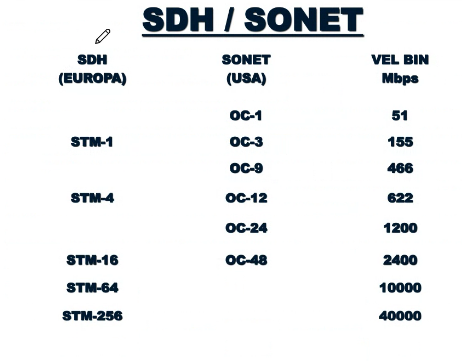 SDH / SONET
SDH SONET VEL BIN
(EUROPA) (USA) Mbps
OC-1 51
STM-1 OC-3 155
OC-9 466
STM-4 OC-12 622
OC-24 1200
STM-16 OC-48 2400
STM-64 10000
STM-256 40000